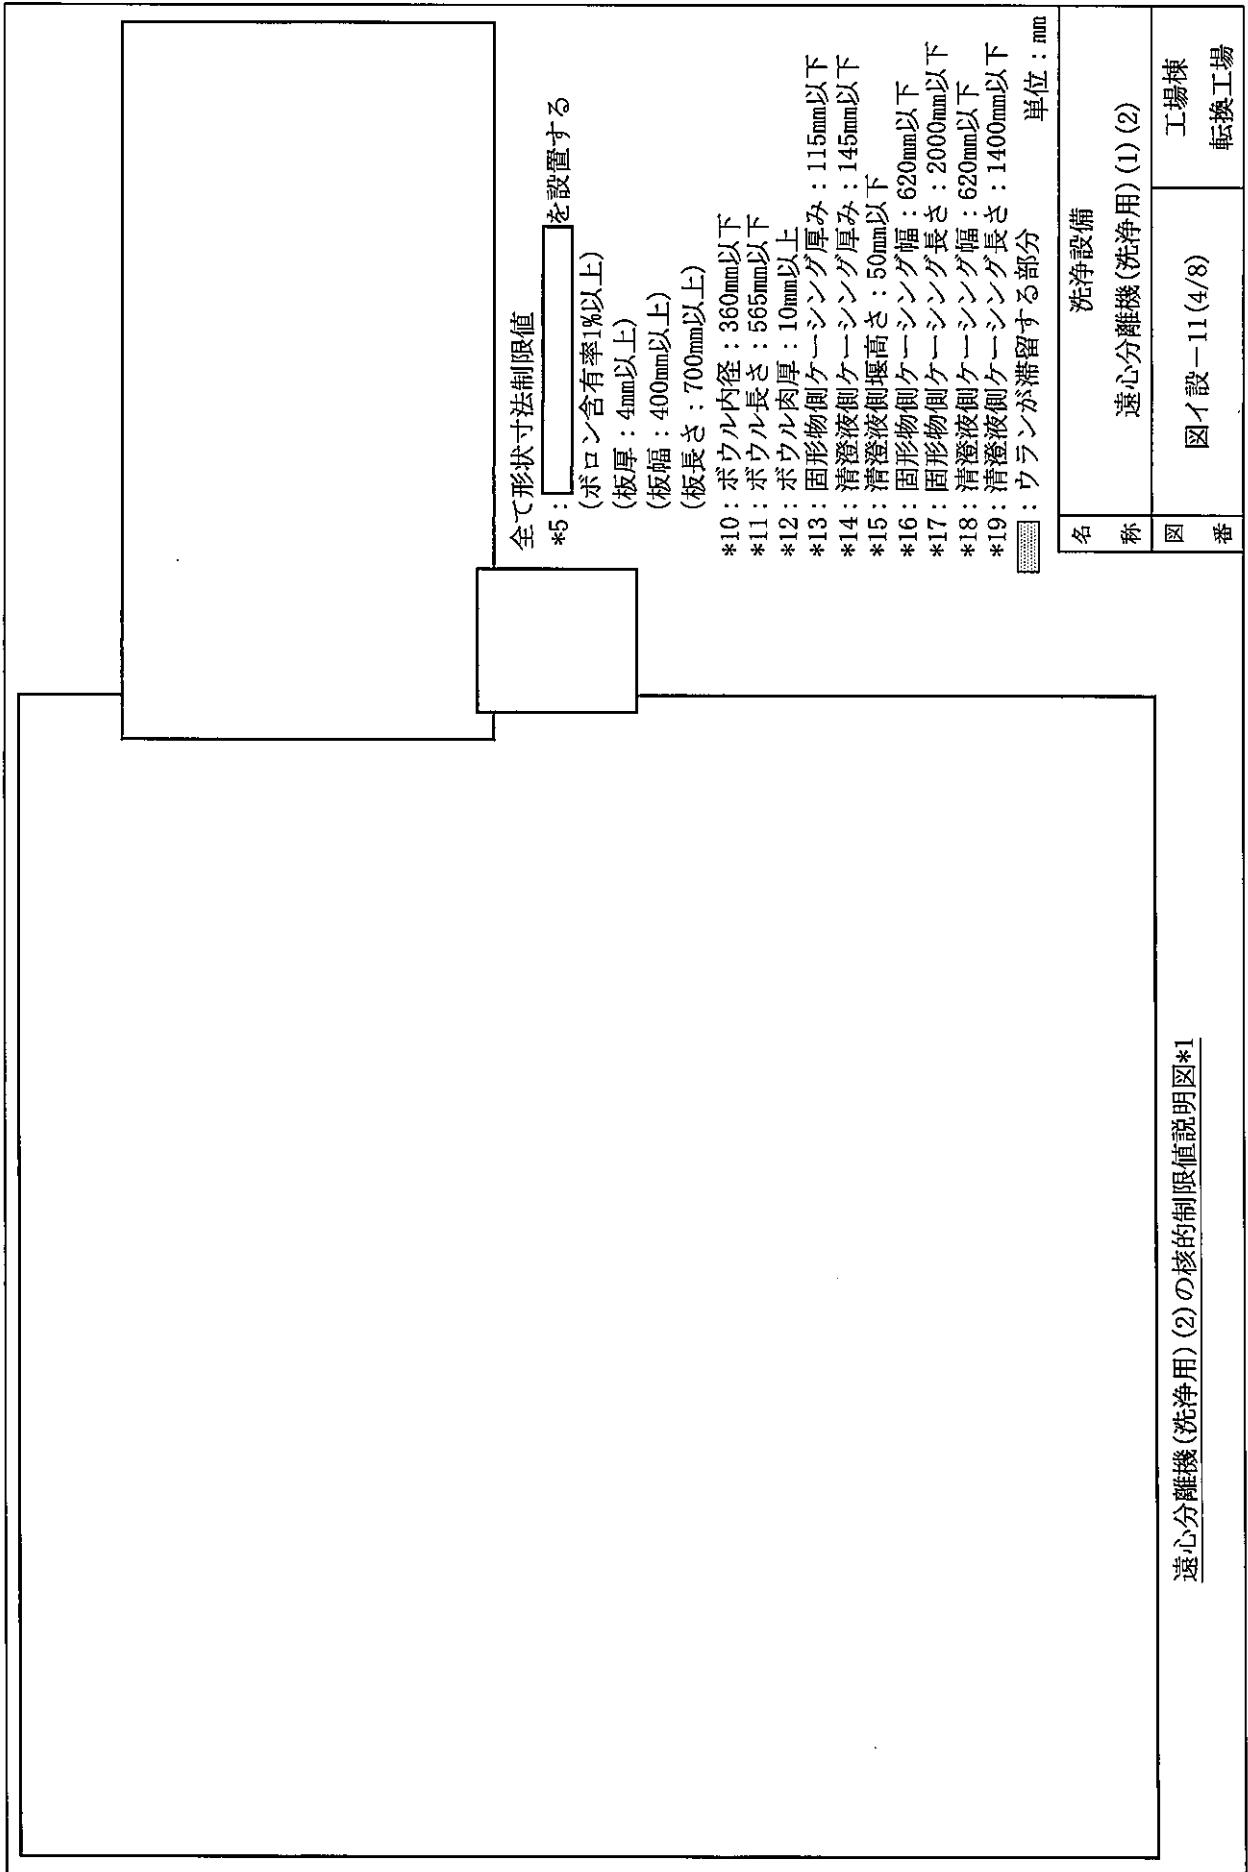 全て形状寸法制限値
*5:を設置する
(ボロン含有率1%以上)
(板厚:4mm以上)
(板幅:400mm以上)
(板長さ:700mm以上)
*10:ボウル内径:360mm以下
*11:ボウル長さ:565mm以下
*12:ボウル肉厚:10mm以上
*13:固形物側ケーシング厚み:115mm以下
*14:清澄液側ケーシング厚み:145mm以下
*15:清澄液側堰高さ:50mm以下
*16:固形物側ケーシング幅:620mm以下
*17:固形物側ケーシング長さ:2000mm以下
*18:清澄液側ケーシング幅:620mm以下
*19:清澄液側ケーシング長さ:1400mm以下
:ウランが滞留する部分 単位:mm
遠心分離機(洗浄用)(2)の核的制限値説明図*1
名称
洗浄設備
遠心分離機(洗浄用)(1)(2)
図番
図イ設-11(4/8)
工場棟
転換工場